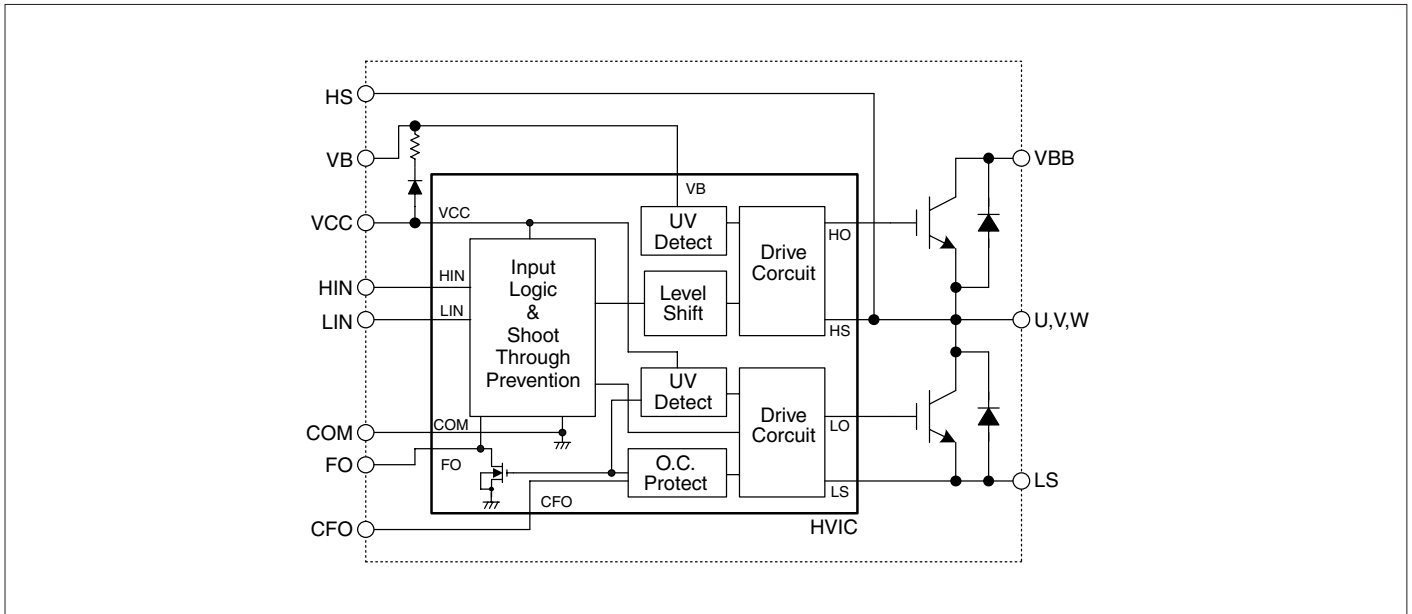 HS
VB
VCC
HIN
LIN
COM
FO
CFO
VCC
HIN
LIN
COM
FO
CFO
Input
Logic
&
Shoot
Through
Prevention
VB
UV
Detect
Level
Shift
Drive
Corcuit
HO
HS
UV
Detect
O.C.
Protect
Drive
Corcuit
LO
LS
HVIC
VBB
U,V,W
LS